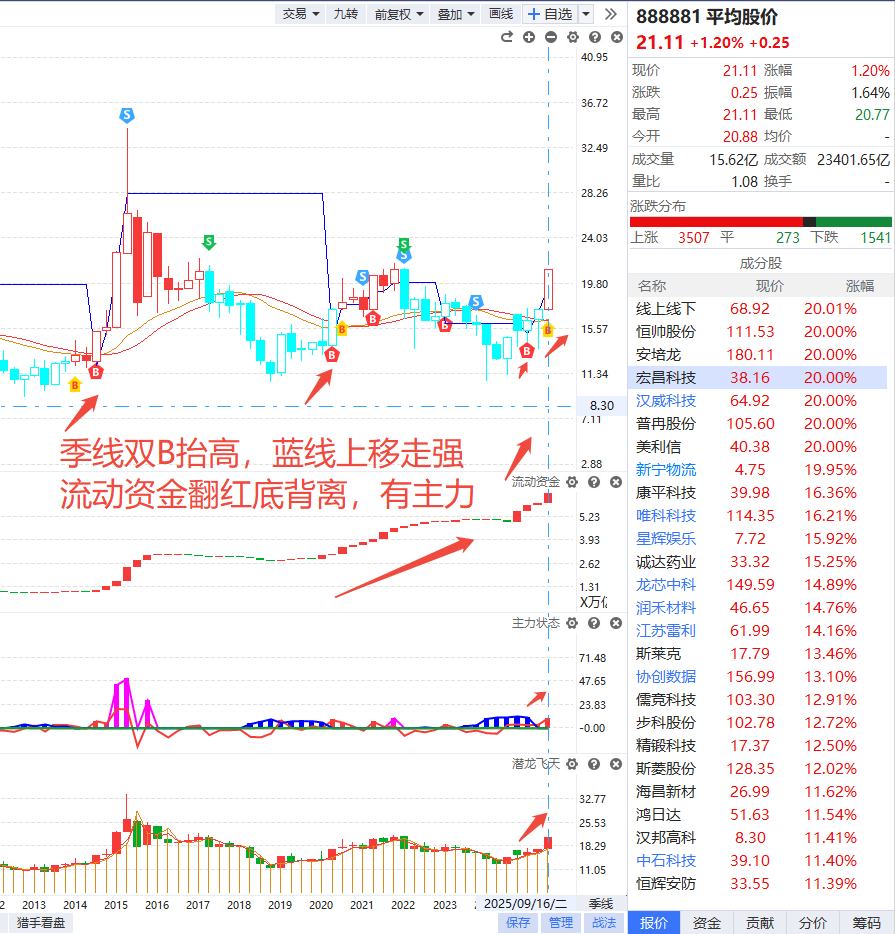 交易 九转 前复权 叠加 画线 自选
40.95
36.72
32.49
28.26
24.03
19.80
15.57
11.34
8.30
7.11
2.88
S
S
S
S
S
S
B
B
B
B
B
B
B
B
季线双B抬高，蓝线上移走强
流动资金翻红底背离，有主力
流动资金
5.23
3.93
2.62
1.31
X万亿
主力状态
71.48
47.65
23.83
-0.00
潜龙飞天
32.77
25.53
18.29
11.05
2 2013 2014 2015 2016 2017 2018 2019 2020 2021 2022 2023 2025/09/16/二 季线
猎手看盘 保存 管理 战法
888881 平均股价
21.11 +1.20% +0.25
现价 21.11 涨幅 1.20%
涨跌 0.25 振幅 1.64%
最高 21.11 最低 20.77
今开 20.88 均价 -
成交量 15.62亿 成交额 23401.65亿
量比 1.08 换手 -
涨跌分布
上涨 3507 平 273 下跌 1541
成分股
名称 现价 涨幅
线上线下 68.92 20.01%
恒帅股份 111.53 20.00%
安培龙 180.11 20.00%
宏昌科技 38.16 20.00%
汉威科技 64.92 20.00%
普冉股份 105.60 20.00%
美利信 40.38 20.00%
新宁物流 4.75 19.95%
康平科技 39.98 16.36%
唯科科技 114.35 16.21%
星辉娱乐 7.72 15.92%
诚达药业 33.32 15.25%
龙芯中科 149.59 14.89%
润禾材料 46.65 14.76%
江苏雷利 61.99 14.16%
斯莱克 17.79 13.46%
协创数据 156.99 13.10%
儒竞科技 103.30 12.91%
步科股份 102.78 12.72%
精锻科技 17.37 12.50%
斯菱股份 128.35 12.02%
海昌新材 26.99 11.62%
鸿日达 51.63 11.54%
汉邦高科 8.30 11.41%
中石科技 39.10 11.40%
恒辉安防 33.55 11.39%
报价 资金 贡献 分价 筹码